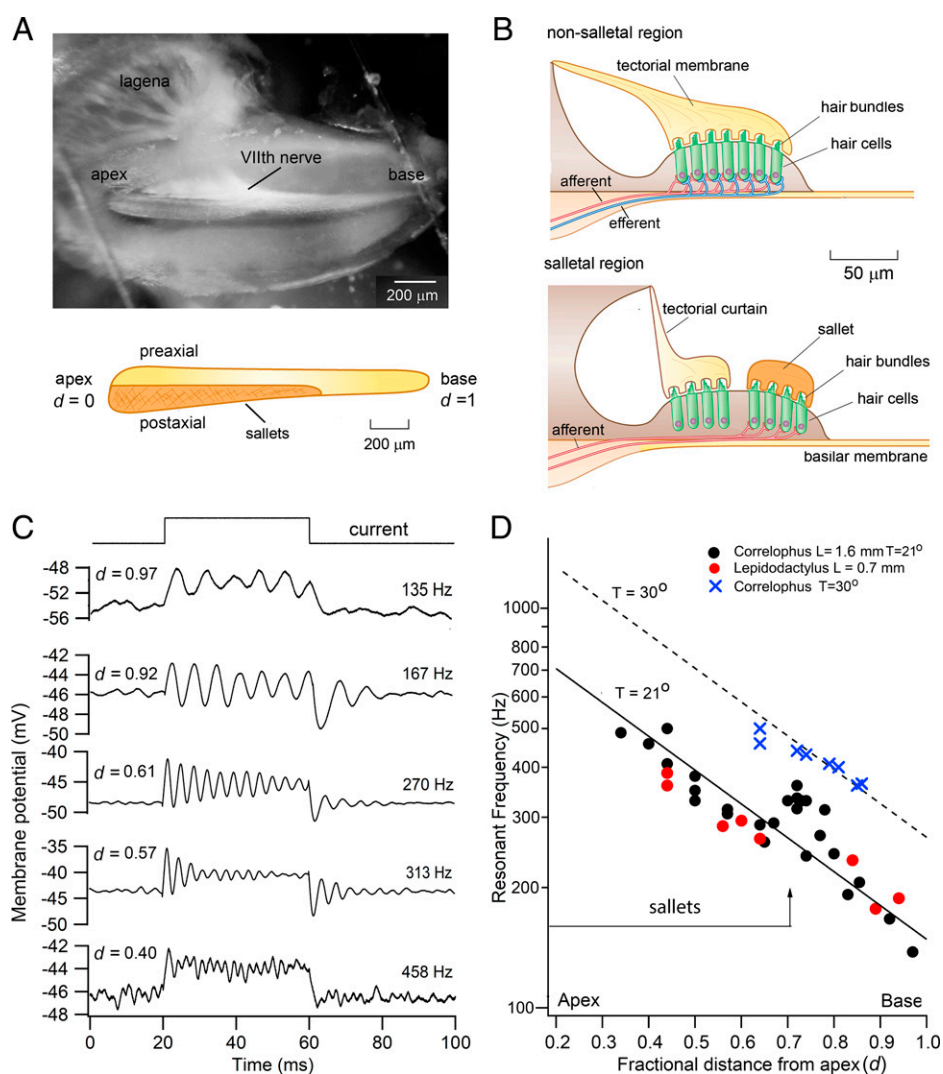 A
lagena
VIIth nerve
apex
base
200 µm
preaxial
apex
d = 0
base
d =1
postaxial
sallets
200 µm
B
non-salletal region
tectorial membrane
hair bundles
hair cells
afferent
efferent
50 µm
salletal region
tectorial curtain
sallet
hair bundles
hair cells
afferent
basilar membrane
C
current
Membrane potential (mV)
-48
-52
-56
d = 0.97
135 Hz
-42
-44
-46
-48
-50
d = 0.92
167 Hz
-40
-45
-50
d = 0.61
270 Hz
-35
-40
-45
-50
d = 0.57
313 Hz
-42
-44
-46
-48
d = 0.40
458 Hz
0 20 40 60 80 100
Time (ms)
D
Correlophus L= 1.6 mm T=21o
Lepidodactylus L = 0.7 mm
Correlophus T=30o
T = 30o
T = 21o
Resonant Frequency (Hz)
1000
800
700
600
500
400
300
200
100
sallets
Apex
Base
0.2 0.3 0.4 0.5 0.6 0.7 0.8 0.9 1.0
Fractional distance from apex (d)